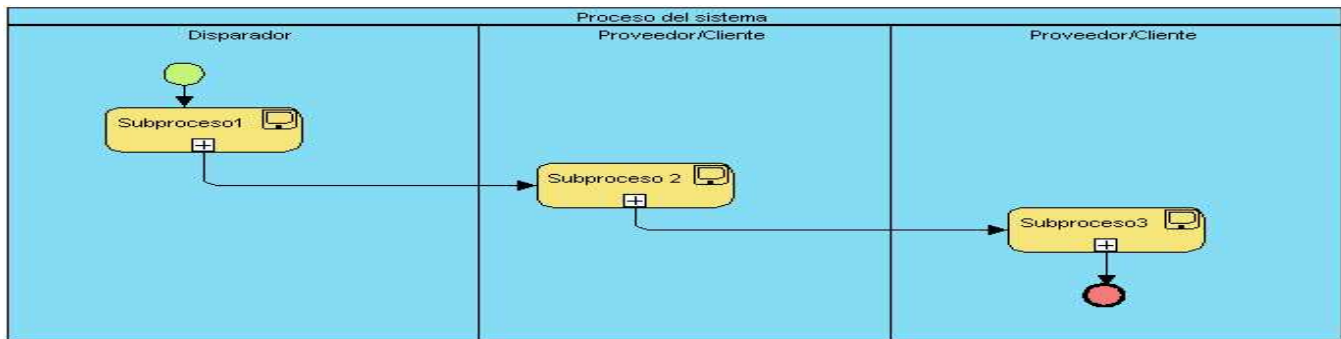 Proceso del sistema
Disparador
Proveedor/Cliente
Proveedor/Cliente
Subproceso1
Subproceso 2
Subproceso3